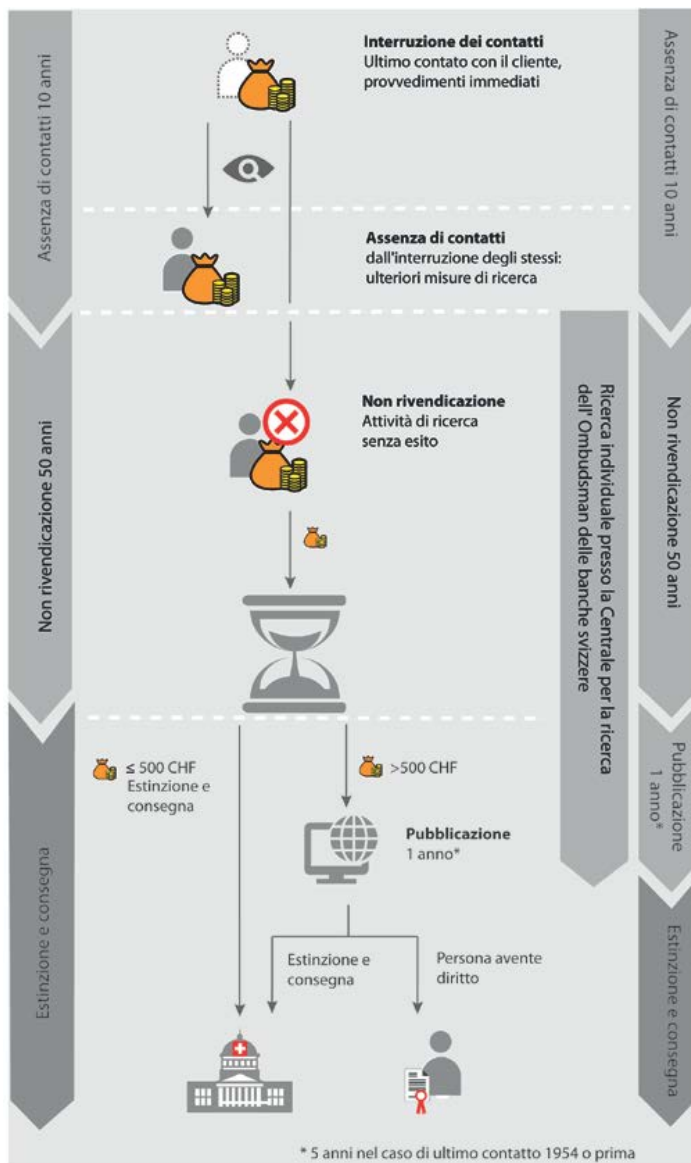 Assenza di contatti 10 anni
Interruzione dei contatti
Ultimo contato con il cliente,
provvedimenti immediati
Assenza di contatti 10 anni
Assenza di contatti
dall'interruzione degli stessi:
ulteriori misure di ricerca
Non rivendicazione 50 anni
Non rivendicazione
Attività di ricerca
senza esito
Ricerca individuale presso la Centrale per la ricerca
dell' Ombudsman delle banche svizzere
Non rivendicazione 50 anni
≤ 500 CHF
Estinzione e
consegna
>500 CHF
Pubblicazione
1 anno*
Pubblicazione
1 anno*
Estinzione e consegna
Estinzione e
consegna
Persona avente
diritto
Estinzione e consegna
* 5 anni nel caso di ultimo contatto 1954 o prima